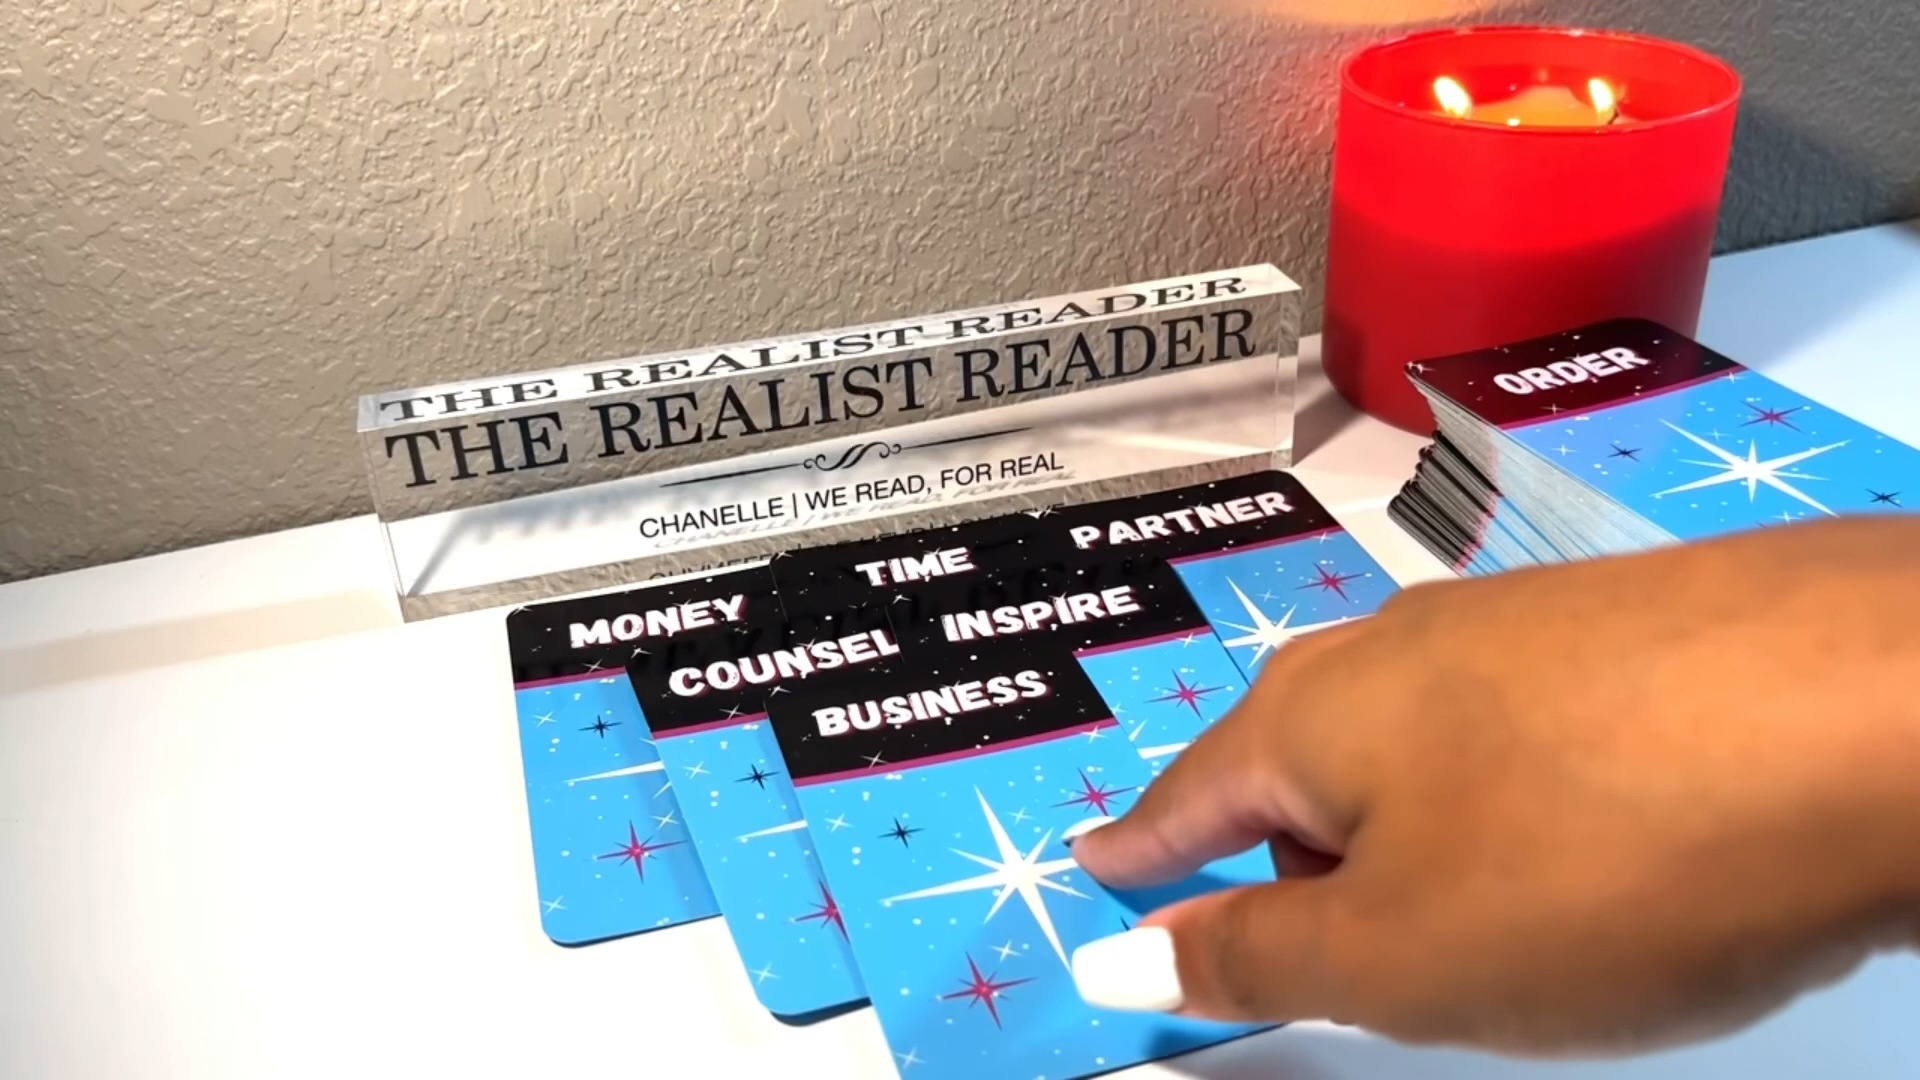 THE REALIST READER
THE REALIST READER
CHANELLE | WE READ, FOR REAL
ORDER
PARTNER
TIME
INSPIRE
MONEY
COUNSEL
BUSINESS